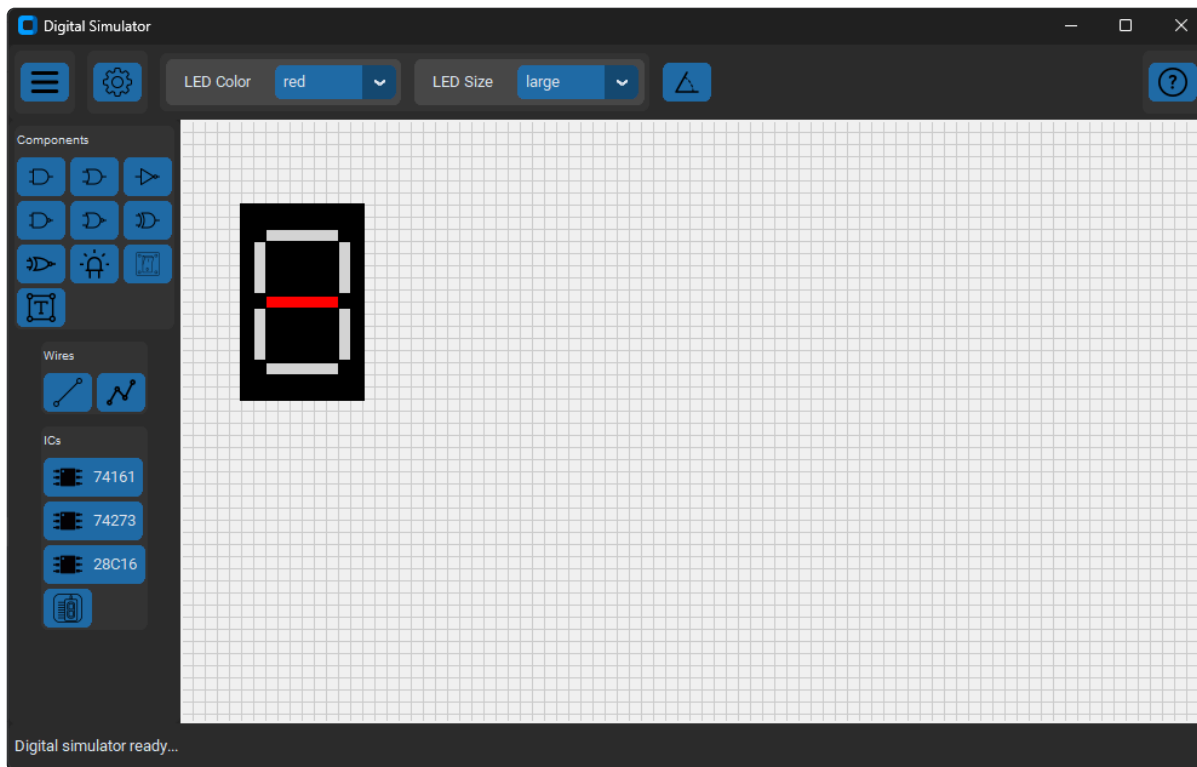 Digital Simulator
LED Color red LED Size large
Components
Wires
ICs
74161
74273
28C16
Digital simulator ready...